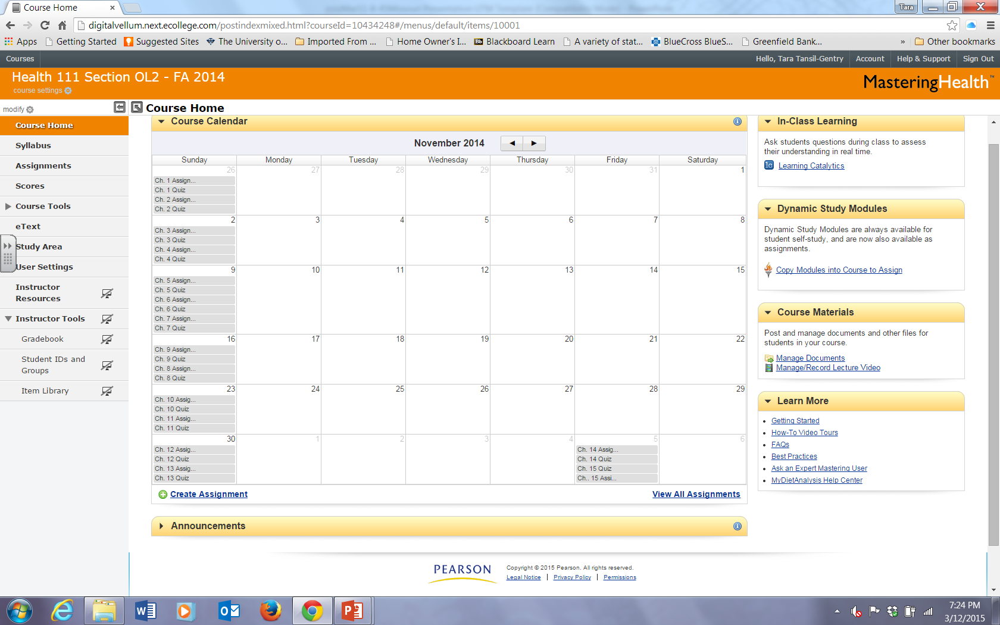 Course Home
Tara
digitalvellum.next.ecollege.com/postindexmixed.html?courseId=10434248#/menus/default/items/10001
Apps Getting Started Suggested Sites The University o... Imported From ... Home Owner's I... Bb Blackboard Learn A variety of stat... BlueCross BlueS... Greenfield Bank... » Other bookmarks
Courses Hello, Tara Tansil-Gentry Account Help & Support Sign Out
Health 111 Section OL2 - FA 2014
course settings
MasteringHealth™
modify
Course Home
Course Home
Syllabus
Assignments
Scores
Course Tools
eText
Study Area
User Settings
Instructor
Resources
Instructor Tools
Gradebook
Student IDs and
Groups
Item Library
Course Calendar
November 2014
Sunday Monday Tuesday Wednesday Thursday Friday Saturday
26 27 28 29 30 31 1
Ch. 1 Assign...
Ch. 1 Quiz
Ch. 2 Assign...
Ch. 2 Quiz
2 3 4 5 6 7 8
Ch. 3 Assign...
Ch. 3 Quiz
Ch. 4 Assign...
Ch. 4 Quiz
9 10 11 12 13 14 15
Ch. 5 Assign...
Ch. 5 Quiz
Ch. 6 Assign...
Ch. 6 Quiz
Ch. 7 Assign...
Ch. 7 Quiz
16 17 18 19 20 21 22
Ch. 9 Assign...
Ch. 9 Quiz
Ch. 8 Assign...
Ch. 8 Quiz
23 24 25 26 27 28 29
Ch. 10 Assig...
Ch. 10 Quiz
Ch. 11 Assig...
Ch. 11 Quiz
30 1 2 3 4 5 6
Ch. 12 Assig... Ch. 14 Assig...
Ch. 12 Quiz Ch. 14 Quiz
Ch. 13 Assig... Ch. 15 Quiz
Ch. 13 Quiz Ch.. 15 Assi...
Create Assignment View All Assignments
Announcements
In-Class Learning
Ask students questions during class to assess
their understanding in real time.
lc Learning Catalytics
Dynamic Study Modules
Dynamic Study Modules are always available for
student self-study, and are now also available as
assignments.
Copy Modules into Course to Assign
Course Materials
Post and manage documents and other files for
students in your course.
Manage Documents
Manage/Record Lecture Video
Learn More
Getting Started
How-To Video Tours
FAQs
Best Practices
Ask an Expert Mastering User
MyDietAnalysis Help Center
PEARSON
Copyright © 2015 Pearson. All rights reserved.
Legal Notice | Privacy Policy | Permissions
7:24 PM
3/12/2015